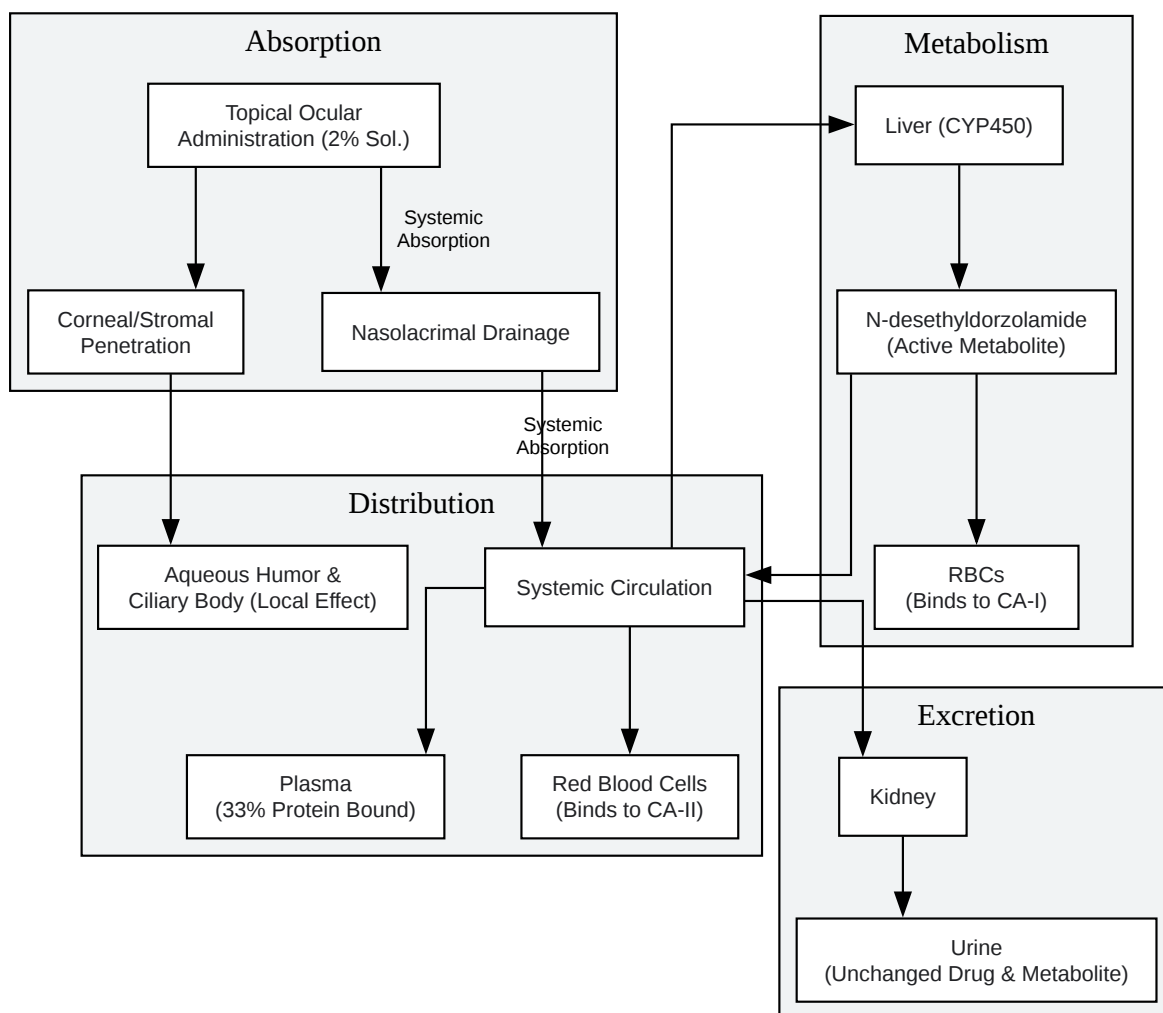 Absorption
Topical Ocular
Administration (2% Sol.)
Systemic
Absorption
Corneal/Stromal
Penetration
Nasolacrimal Drainage
Systemic
Absorption
Distribution
Aqueous Humor &
Ciliary Body (Local Effect)
Systemic Circulation
Plasma
(33% Protein Bound)
Red Blood Cells
(Binds to CA-II)
Metabolism
Liver (CYP450)
N-desethyldorzolamide
(Active Metabolite)
RBCs
(Binds to CA-I)
Excretion
Kidney
Urine
(Unchanged Drug & Metabolite)